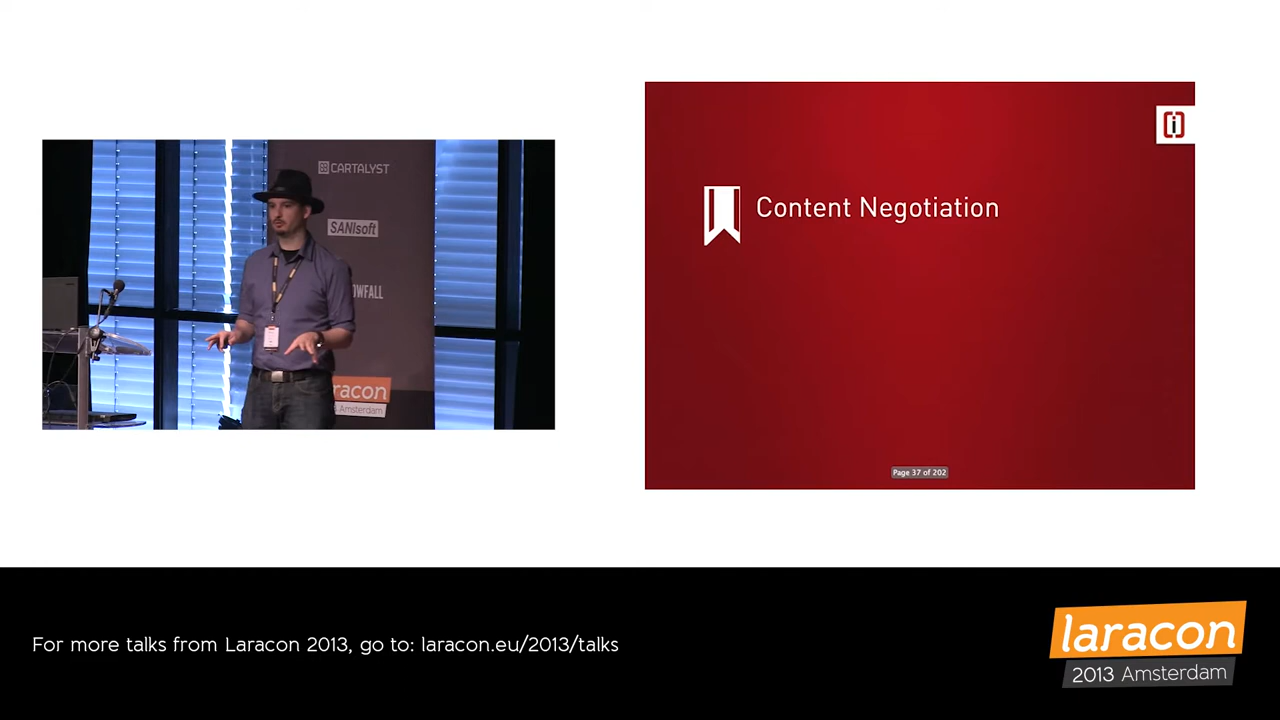 CARTALYST
SANIsoft
OWFALL
racon
Amsterdam
[i]
Content Negotiation
Page 37 of 202
For more talks from Laracon 2013, go to: laracon.eu/2013/talks
laracon
2013 Amsterdam